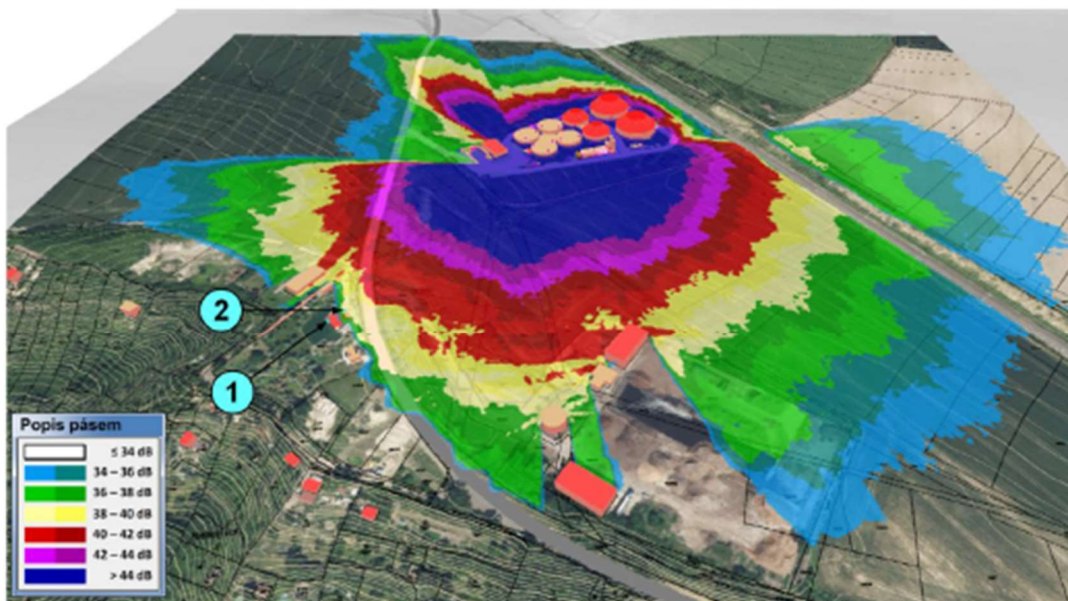 2
1
Popis pásem
≤ 34 dB
34 – 36 dB
36 – 38 dB
38 – 40 dB
40 – 42 dB
42 – 44 dB
> 44 dB